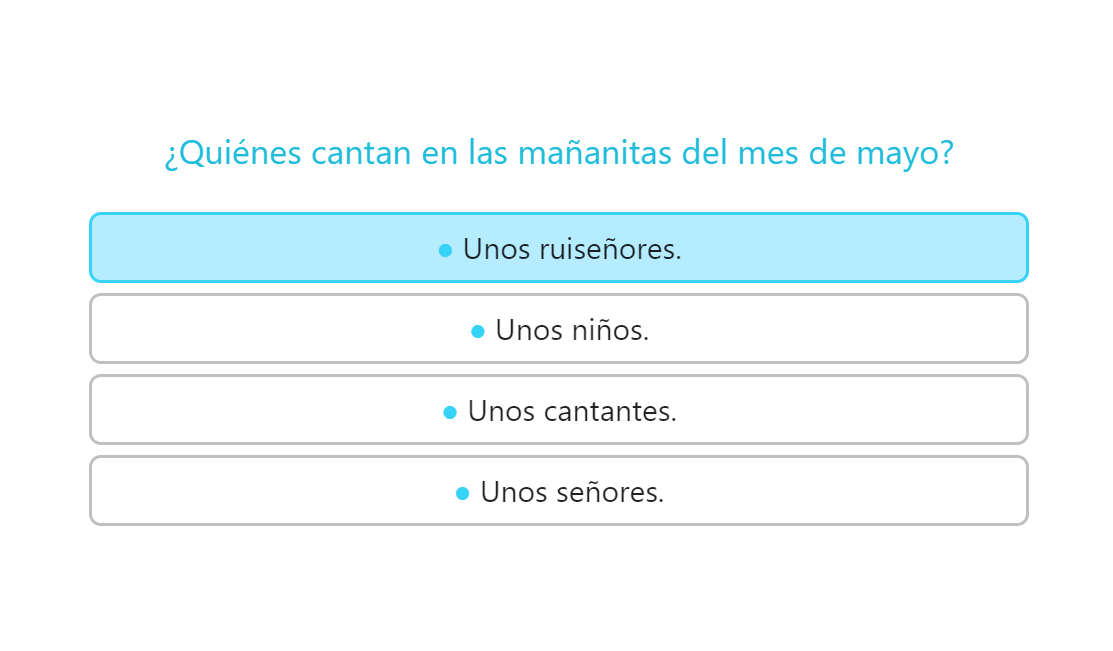 ¿Quiénes cantan en las mañanitas del mes de mayo?
● Unos ruiseñores.
● Unos niños.
● Unos cantantes.
● Unos señores.